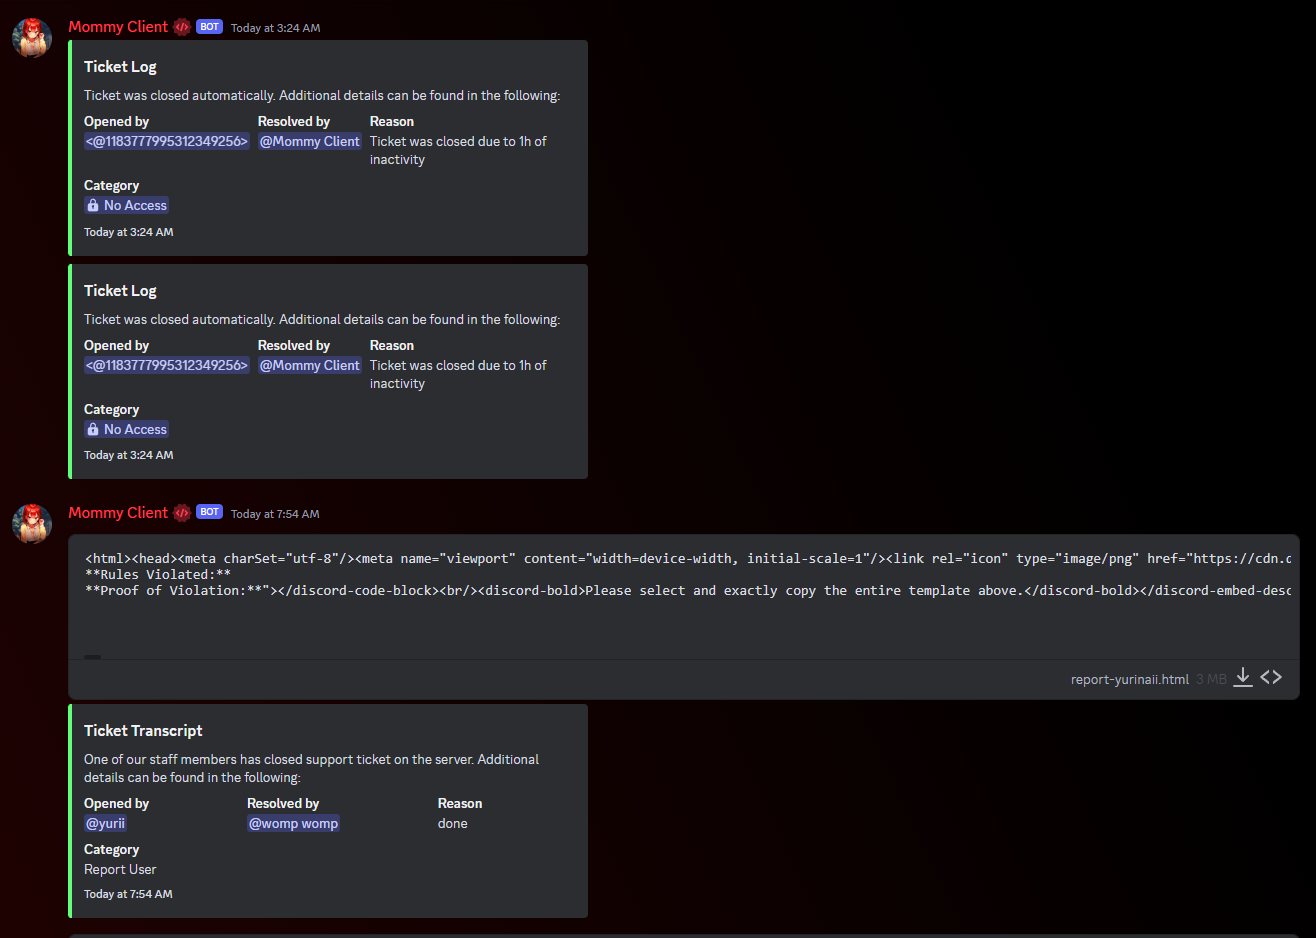 Mommy Client BOT Today at 3:24 AM
Ticket Log
Ticket was closed automatically. Additional details can be found in the following:
Opened by Resolved by Reason
<@1183777995312349256> @Mommy Client Ticket was closed due to 1h of
inactivity
Category
No Access
Today at 3:24 AM
Ticket Log
Ticket was closed automatically. Additional details can be found in the following:
Opened by Resolved by Reason
<@1183777995312349256> @Mommy Client Ticket was closed due to 1h of
inactivity
Category
No Access
Today at 3:24 AM
Mommy Client BOT Today at 7:54 AM
<html><head><meta charSet="utf-8"/><meta name="viewport" content="width=device-width, initial-scale=1"/><link rel="icon" type="image/png" href="https://cdn.d
**Rules Violated:**
**Proof of Violation:**"></discord-code-block><br/><discord-bold>Please select and exactly copy the entire template above.</discord-bold></discord-embed-desc
report-yurinaii.html 3 MB
Ticket Transcript
One of our staff members has closed support ticket on the server. Additional
details can be found in the following:
Opened by Resolved by Reason
@yurii @womp womp done
Category
Report User
Today at 7:54 AM